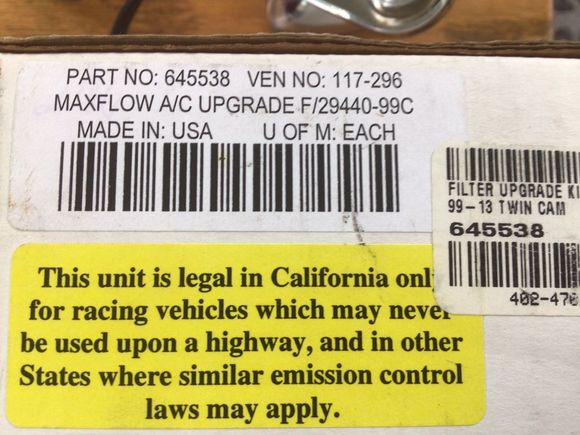 PART NO: 645538 VEN NO: 117-296
MAXFLOW A/C UPGRADE F/29440-99C
MADE IN: USA U OF M: EACH
FILTER UPGRADE
99-13 TWIN CAM
645538
This unit is legal in California
for racing vehicles which may never
be used upon a highway, and in other
States where similar emission control
laws may apply.